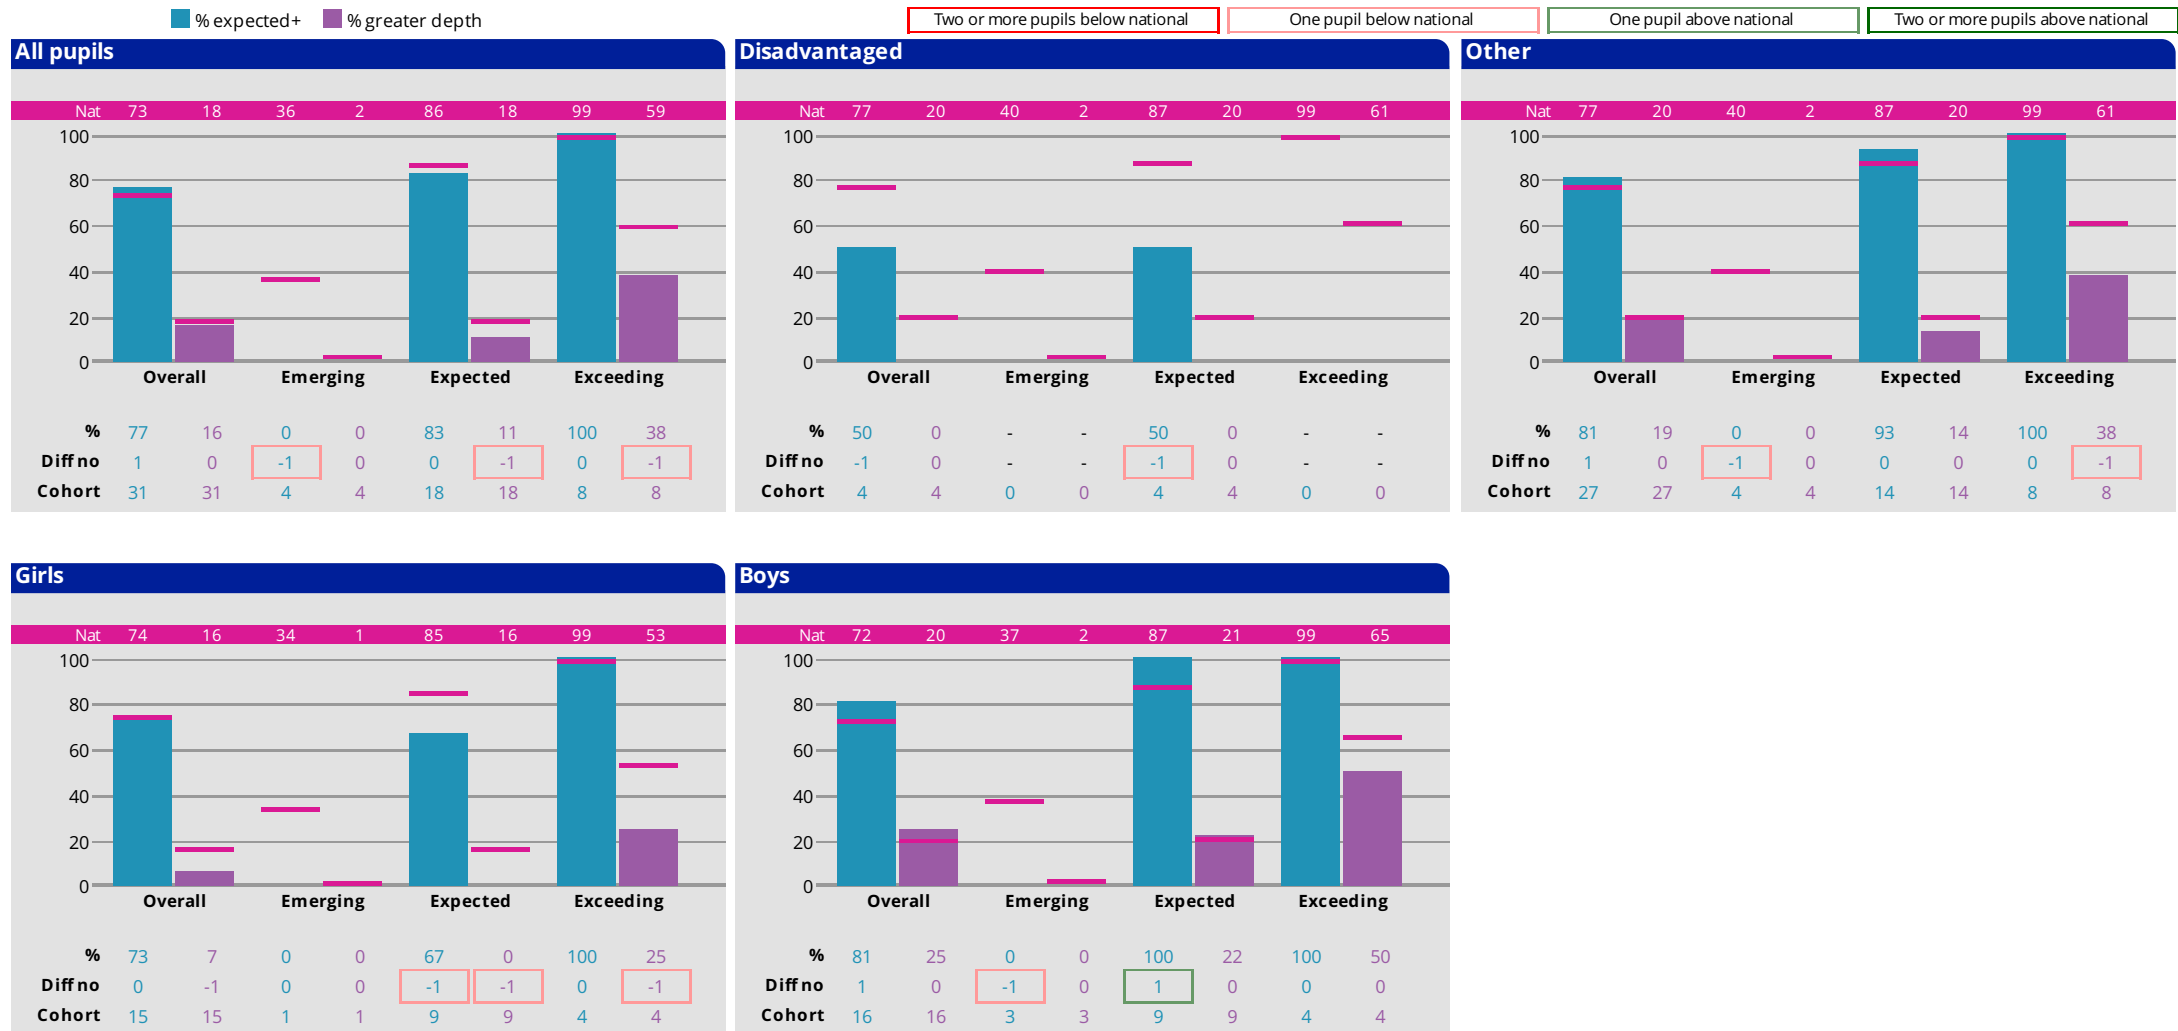 % expected+ % greater depth Two or more pupils below national One pupil below national One pupil above national Two or more pupils above national
All pupils
Nat 73 18 36 2 86 18 99 59
100
80
60
40
20
0
Overall Emerging Expected Exceeding
% 77 16 0 0 83 11 100 38
Diff no 1 0 -1 0 0 -1 0 -1
Cohort 31 31 4 4 18 18 8 8
Disadvantaged
Nat 77 20 40 2 87 20 99 61
100
80
60
40
20
0
Overall Emerging Expected Exceeding
% 50 0 - - 50 0 - -
Diff no -1 0 - - -1 0 - -
Cohort 4 4 0 0 4 4 0 0
Other
Nat 77 20 40 2 87 20 99 61
100
80
60
40
20
0
Overall Emerging Expected Exceeding
% 81 19 0 0 93 14 100 38
Diff no 1 0 -1 0 0 0 0 -1
Cohort 27 27 4 4 14 14 8 8
Girls
Nat 74 16 34 1 85 16 99 53
100
80
60
40
20
0
Overall Emerging Expected Exceeding
% 73 7 0 0 67 0 100 25
Diff no 0 -1 0 0 -1 -1 0 -1
Cohort 15 15 1 1 9 9 4 4
Boys
Nat 72 20 37 2 87 21 99 65
100
80
60
40
20
0
Overall Emerging Expected Exceeding
% 81 25 0 0 100 22 100 50
Diff no 1 0 -1 0 1 0 0 0
Cohort 16 16 3 3 9 9 4 4